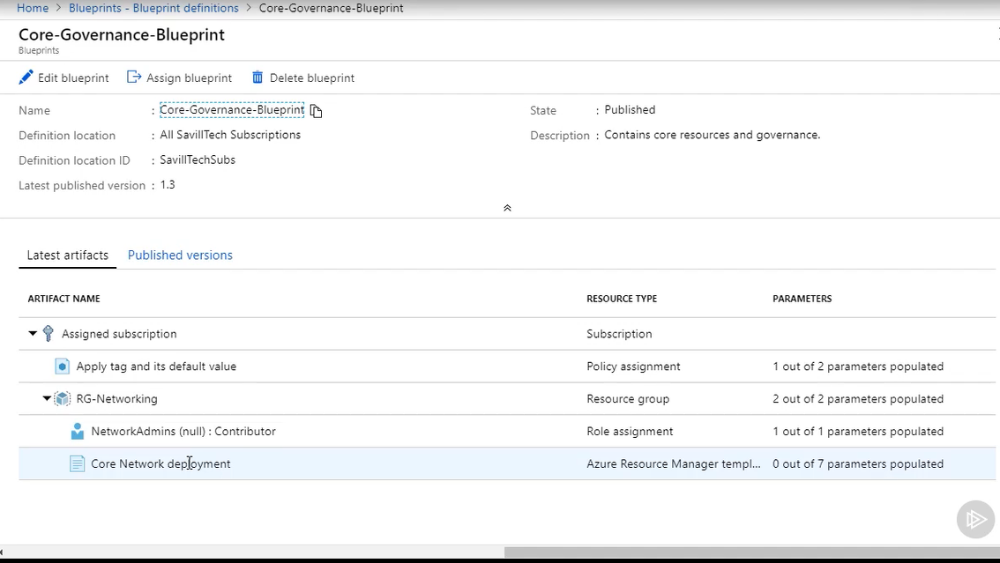 Home > Blueprints - Blueprint definitions > Core-Governance-Blueprint
Core-Governance-Blueprint
Blueprints
Edit blueprint Assign blueprint Delete blueprint
Name : Core-Governance-Blueprint State : Published
Definition location : All SavillTech Subscriptions Description : Contains core resources and governance.
Definition location ID : SavillTechSubs
Latest published version : 1.3
Latest artifacts Published versions
ARTIFACT NAME RESOURCE TYPE PARAMETERS
Assigned subscription Subscription
Apply tag and its default value Policy assignment 1 out of 2 parameters populated
RG-Networking Resource group 2 out of 2 parameters populated
NetworkAdmins (null) : Contributor Role assignment 1 out of 1 parameters populated
Core Network deployment Azure Resource Manager templ... 0 out of 7 parameters populated